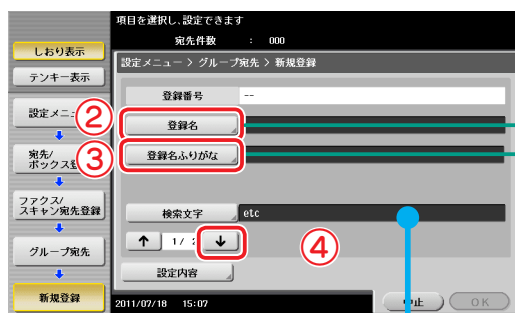 項目を選択し、設定できます
宛先件数 : 000
しおり表示
テンキー表示
設定メニュー > グループ宛先 > 新規登録
登録番号 --
設定メニ
② 登録名
宛先/
ボックス登
③ 登録名ふりがな
ファクス/
スキャン宛先登録
検索文字 etc
↑ 1/ 2 ↓
④
グループ宛先
設定内容
新規登録
2011/07/18 15:07
中止 OK